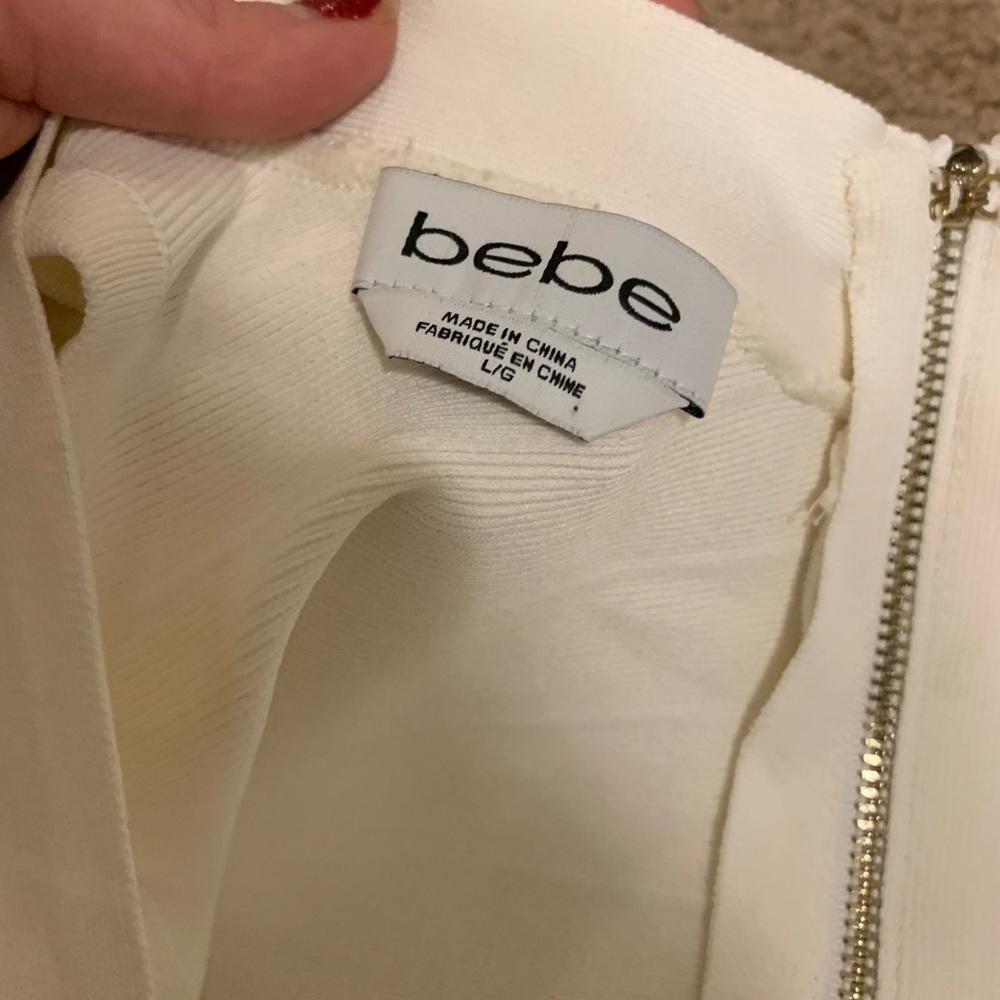 bebe
MADE IN CHINA
FABRIQUÉ EN CHINE
L/G